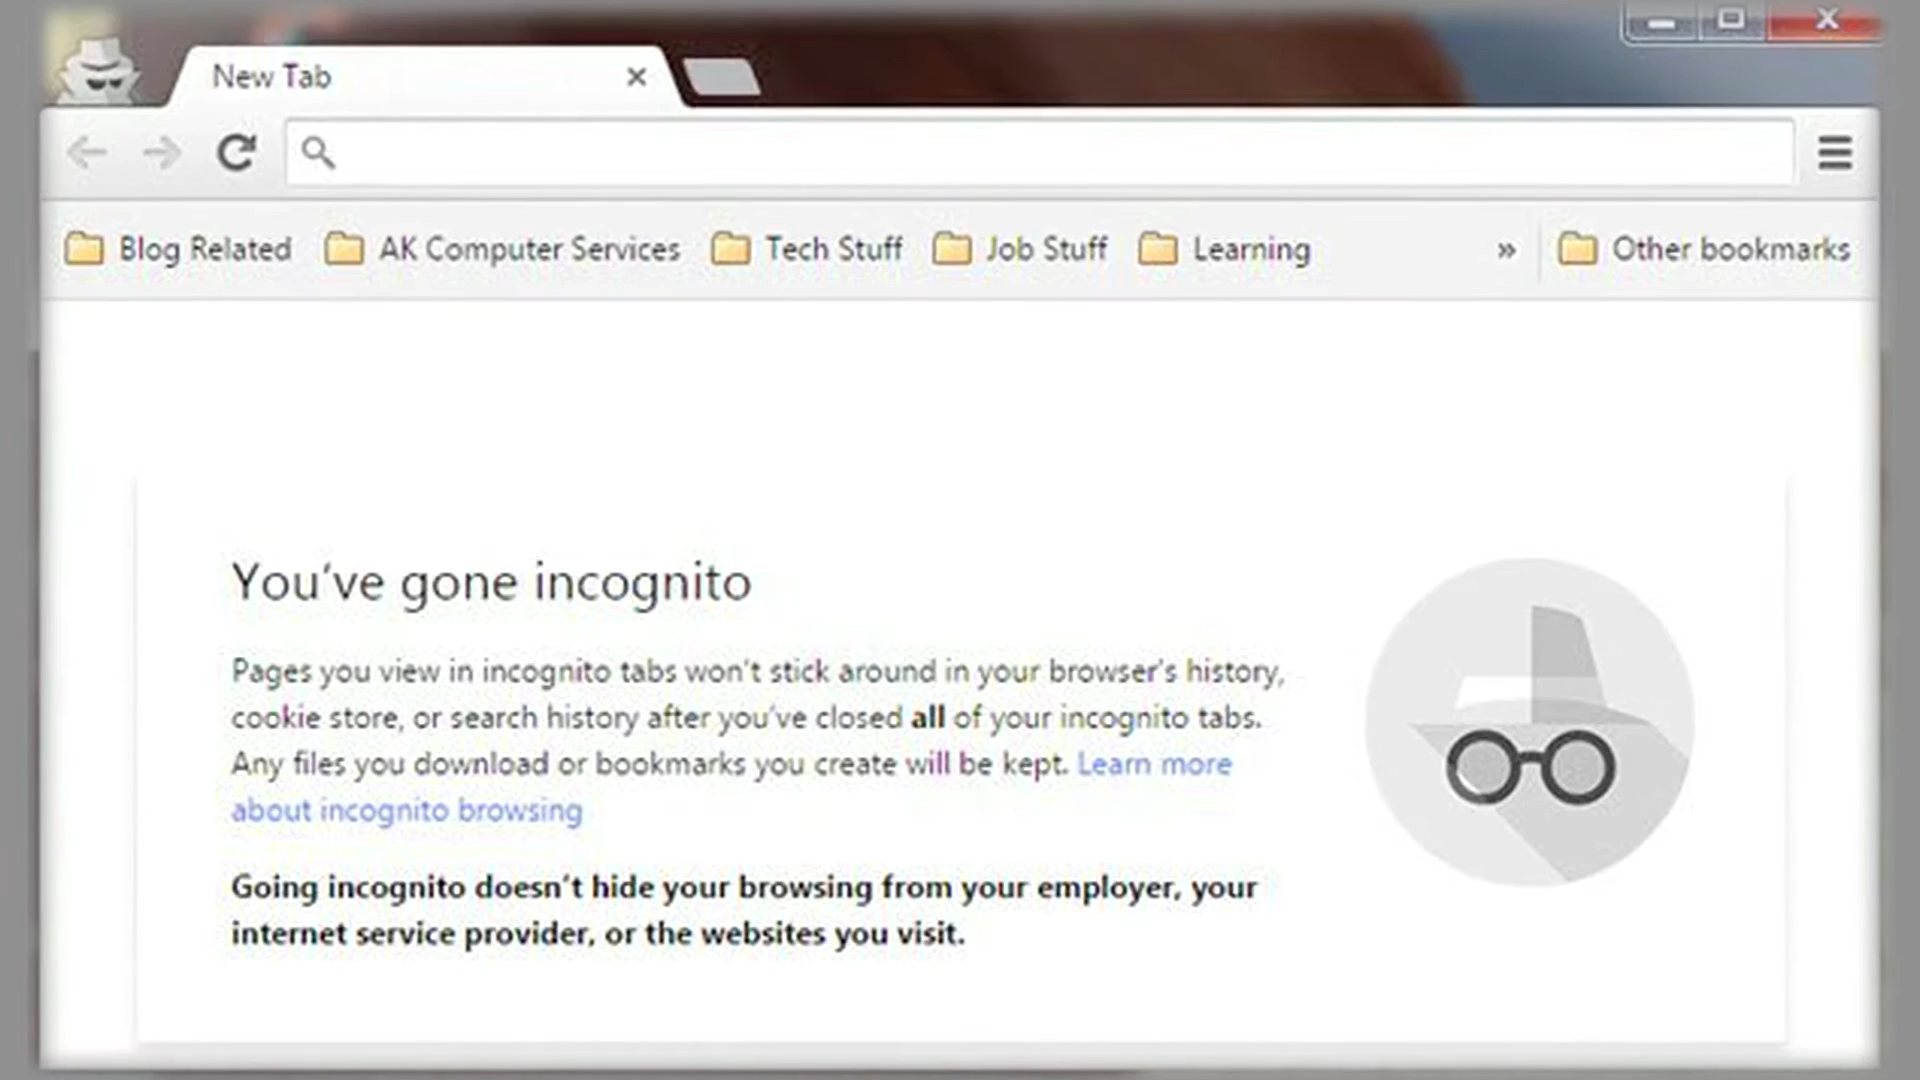 New Tab
Blog Related AK Computer Services Tech Stuff Job Stuff Learning » Other bookmarks
You've gone incognito
Pages you view in incognito tabs won't stick around in your browser's history,
cookie store, or search history after you've closed all of your incognito tabs.
Any files you download or bookmarks you create will be kept. Learn more
about incognito browsing
Going incognito doesn't hide your browsing from your employer, your
internet service provider, or the websites you visit.